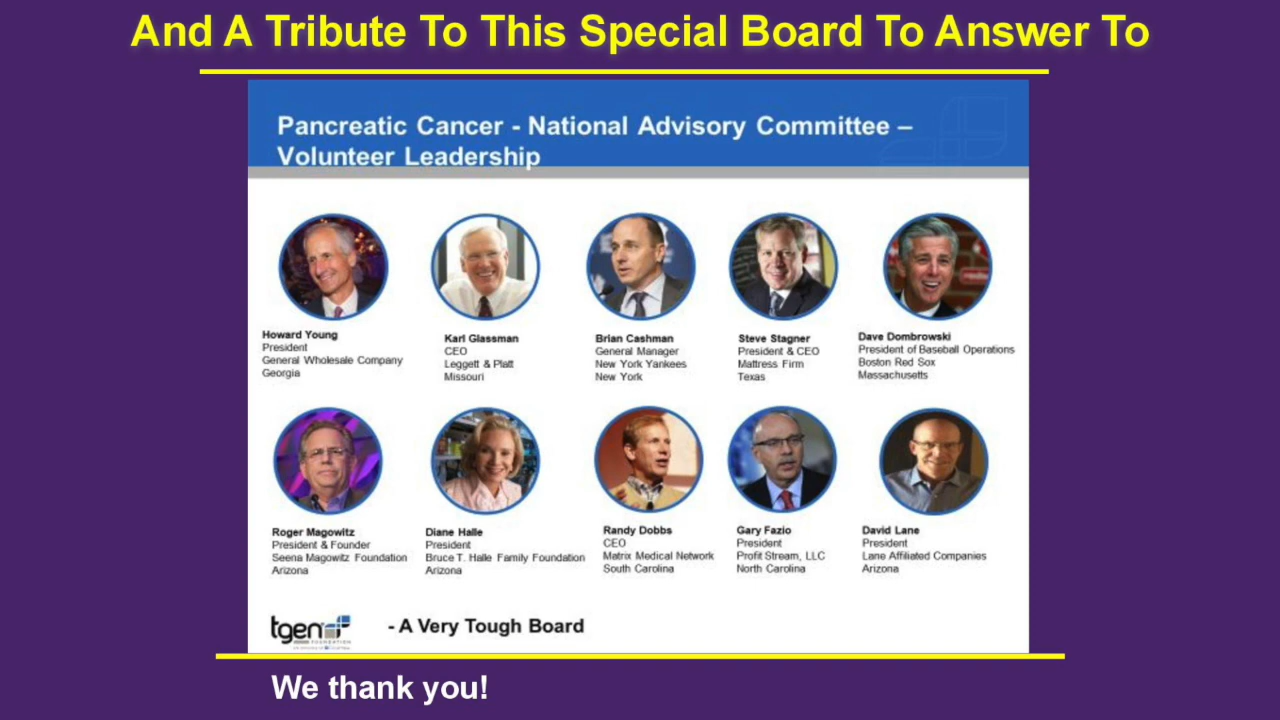 And A Tribute To This Special Board To Answer To
Pancreatic Cancer - National Advisory Committee –
Volunteer Leadership
Howard Young
President
General Wholesale Company
Georgia
Karl Glassman
CEO
Leggett & Platt
Missouri
Brian Cashman
General Manager
New York Yankees
New York
Steve Stagner
President & CEO
Mattress Firm
Texas
Dave Dombrowski
President of Baseball Operations
Boston Red Sox
Massachusetts
Roger Magowitz
President & Founder
Seena Magowitz Foundation
Arizona
Diane Halle
President
Bruce T. Halle Family Foundation
Arizona
Randy Dobbs
CEO
Matrix Medical Network
South Carolina
Gary Fazio
President
Profit Stream, LLC
North Carolina
David Lane
President
Lane Affiliated Companies
Arizona
tgen
FOUNDATION
- A Very Tough Board
We thank you!